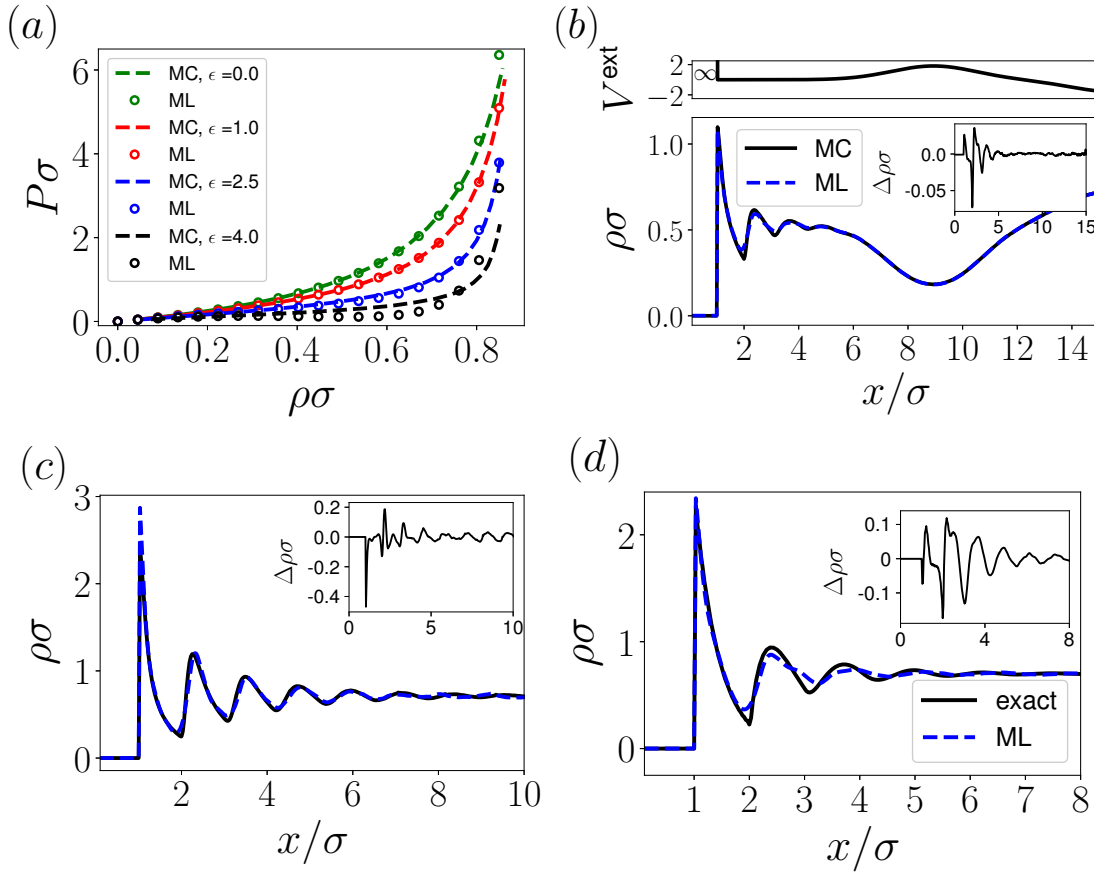 (a)
6
4
2
0
Pσ
MC, ϵ =0.0
ML
MC, ϵ =1.0
ML
MC, ϵ =2.5
ML
MC, ϵ =4.0
ML
0.0 0.2 0.4 0.6 0.8
ρσ
(b)
V^ext
2
−2
∞
1.0
0.5
0.0
ρσ
MC
ML
Δρσ
0.0
-0.05
0 5 10 15
2 4 6 8 10 12 14
x/σ
(c)
3
2
1
0
ρσ
Δρσ
0.2
0.0
-0.2
-0.4
0 5 10
2 4 6 8 10
x/σ
(d)
2
1
0
ρσ
Δρσ
0.1
0
-0.1
0 4 8
exact
ML
1 2 3 4 5 6 7 8
x/σ